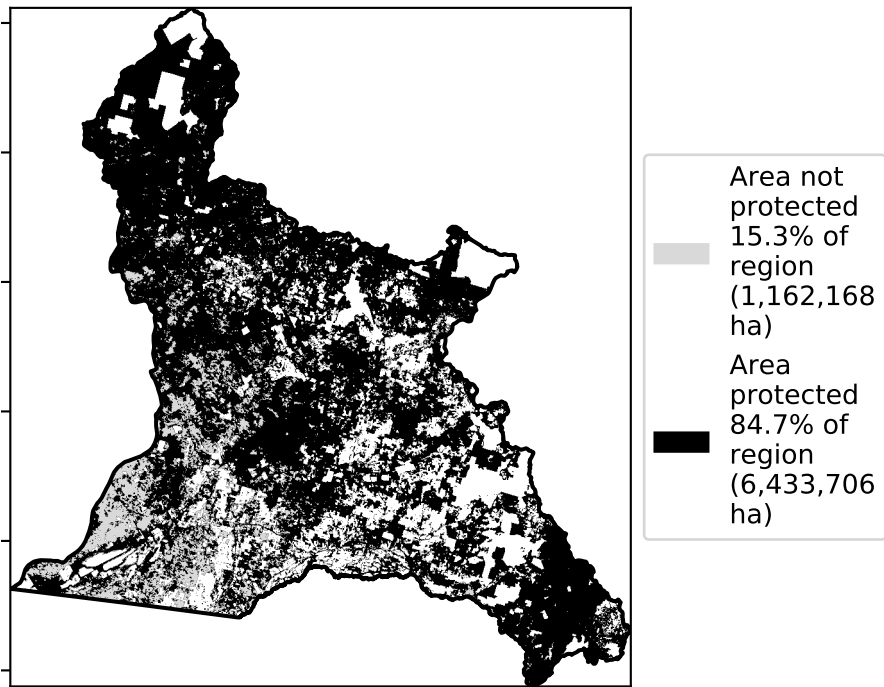 Area not
protected
15.3% of
region
(1,162,168
ha)
Area
protected
84.7% of
region
(6,433,706
ha)